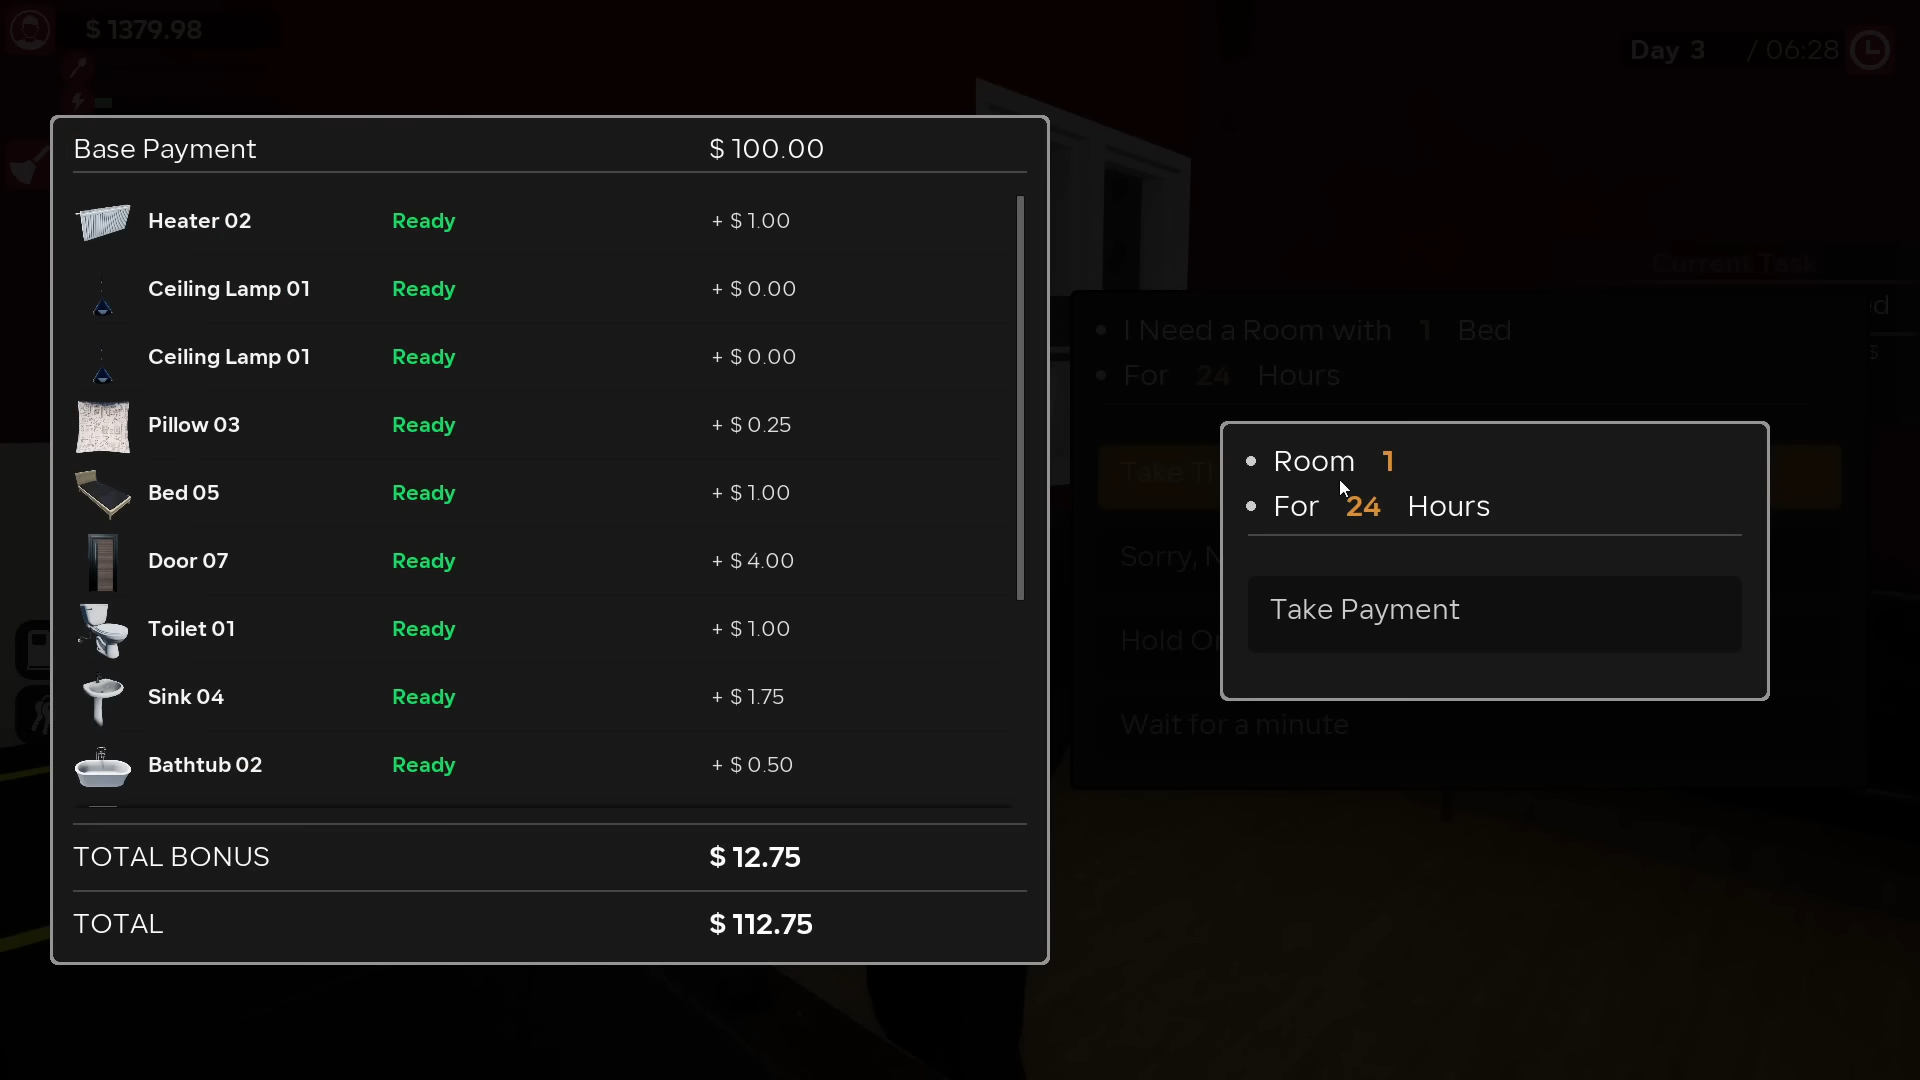 $ 1379.98
Day 3 / 06:28
Base Payment $ 100.00
Heater 02 Ready + $ 1.00
Ceiling Lamp 01 Ready + $ 0.00
Ceiling Lamp 01 Ready + $ 0.00
Pillow 03 Ready + $ 0.25
Bed 05 Ready + $ 1.00
Door 07 Ready + $ 4.00
Toilet 01 Ready + $ 1.00
Sink 04 Ready + $ 1.75
Bathtub 02 Ready + $ 0.50
TOTAL BONUS $ 12.75
TOTAL $ 112.75
Current Task
• I Need a Room with 1 Bed
• For 24 Hours
Sorry,
Hold
Wait for a minute
• Room 1
• For 24 Hours
Take Payment